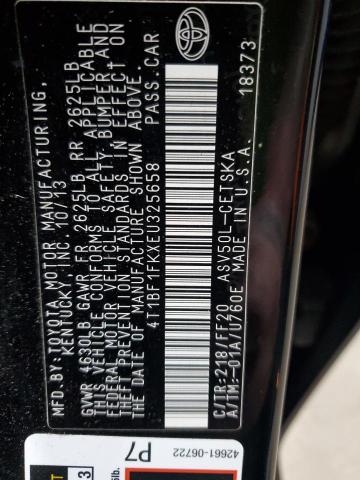 MFD.BY:TOYOTA MOTOR MANUFACTURING,
KENTUCKY, INC. 10/13
GVWR 4630LB GAWR FR 2625LB RR 2625LB
THIS VEHICLE CONFORMS TO ALL APPLICABLE
FEDERAL MOTOR VEHICLE SAFETY,BUMPER AND
THEFT PREVENTION STANDARDS IN EFFECT ON
THE DATE OF MANUFACTURE SHOWN ABOVE.
4T1BF1FKXEU325658 PASS.CAR
C/TR:218/FF20 ASV50L-CETSKA
A/TM:-01A/U760E MADE IN U.S.A.
18373
TOYOTA
42661-06722
P7